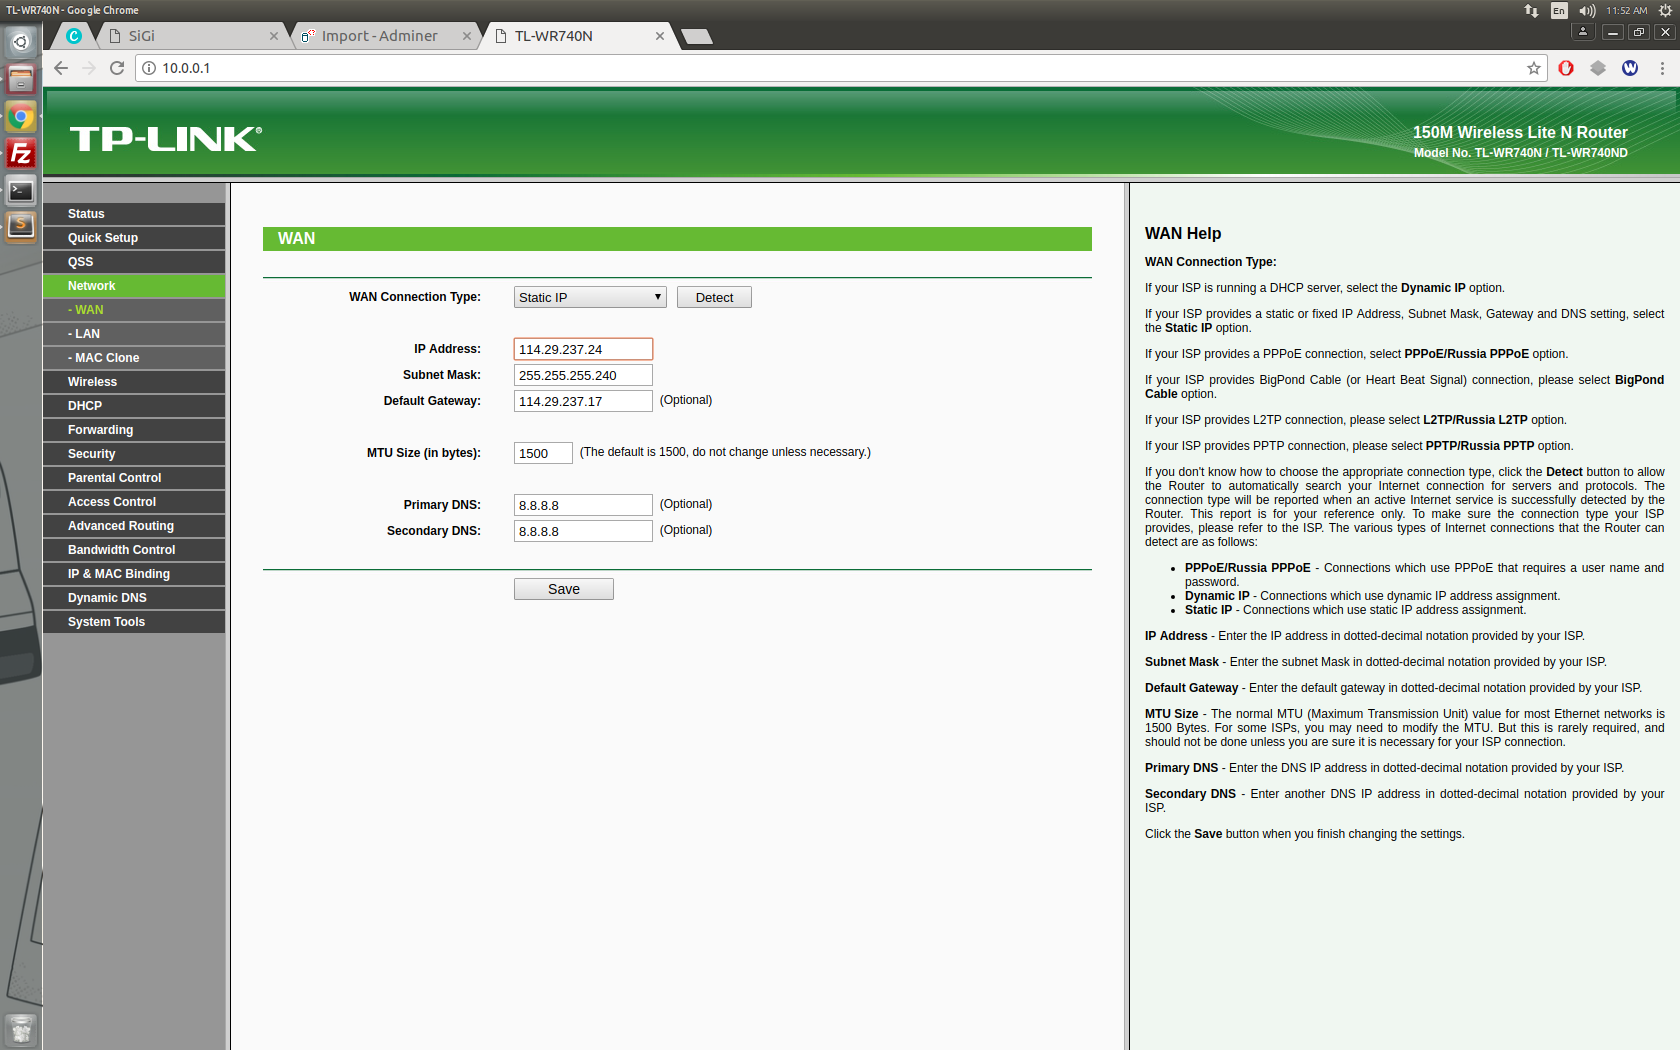 TL-WR740N - Google Chrome
En
11:52 AM
C
SiGi
Import - Adminer
TL-WR740N
10.0.0.1
W
Fz
S
TP-LINK®
150M Wireless Lite N Router
Model No. TL-WR740N / TL-WR740ND
Status
Quick Setup
QSS
Network
- WAN
- LAN
- MAC Clone
Wireless
DHCP
Forwarding
Security
Parental Control
Access Control
Advanced Routing
Bandwidth Control
IP & MAC Binding
Dynamic DNS
System Tools
WAN
WAN Connection Type: Static IP Detect
IP Address: 114.29.237.24
Subnet Mask: 255.255.255.240
Default Gateway: 114.29.237.17 (Optional)
MTU Size (in bytes): 1500 (The default is 1500, do not change unless necessary.)
Primary DNS: 8.8.8.8 (Optional)
Secondary DNS: 8.8.8.8 (Optional)
Save
WAN Help
WAN Connection Type:
If your ISP is running a DHCP server, select the Dynamic IP option.
If your ISP provides a static or fixed IP Address, Subnet Mask, Gateway and DNS setting, select
the Static IP option.
If your ISP provides a PPPoE connection, select PPPoE/Russia PPPoE option.
If your ISP provides BigPond Cable (or Heart Beat Signal) connection, please select BigPond
Cable option.
If your ISP provides L2TP connection, please select L2TP/Russia L2TP option.
If your ISP provides PPTP connection, please select PPTP/Russia PPTP option.
If you don't know how to choose the appropriate connection type, click the Detect button to allow
the Router to automatically search your Internet connection for servers and protocols. The
connection type will be reported when an active Internet service is successfully detected by the
Router. This report is for your reference only. To make sure the connection type your ISP
provides, please refer to the ISP. The various types of Internet connections that the Router can
detect are as follows:
• PPPoE/Russia PPPoE - Connections which use PPPoE that requires a user name and
password.
• Dynamic IP - Connections which use dynamic IP address assignment.
• Static IP - Connections which use static IP address assignment.
IP Address - Enter the IP address in dotted-decimal notation provided by your ISP.
Subnet Mask - Enter the subnet Mask in dotted-decimal notation provided by your ISP.
Default Gateway - Enter the default gateway in dotted-decimal notation provided by your ISP.
MTU Size - The normal MTU (Maximum Transmission Unit) value for most Ethernet networks is
1500 Bytes. For some ISPs, you may need to modify the MTU. But this is rarely required, and
should not be done unless you are sure it is necessary for your ISP connection.
Primary DNS - Enter the DNS IP address in dotted-decimal notation provided by your ISP.
Secondary DNS - Enter another DNS IP address in dotted-decimal notation provided by your
ISP.
Click the Save button when you finish changing the settings.